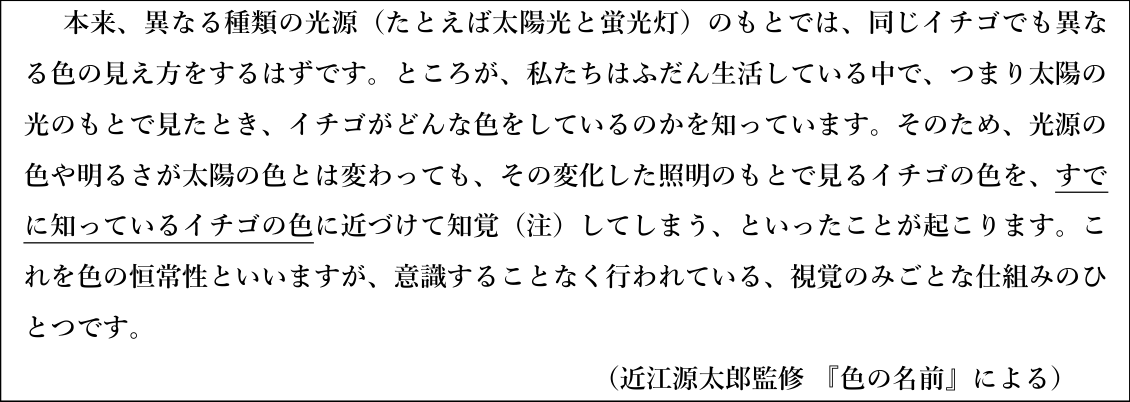 本来、異なる種類の光源（たとえば太陽光と蛍光灯）のもとでは、同じイチゴでも異な
る色の見え方をするはずです。ところが、私たちはふだん生活している中で、つまり太陽の
光のもとで見たとき、イチゴがどんな色をしているのかを知っています。そのため、光源の
色や明るさが太陽の色とは変わっても、その変化した照明のもとで見るイチゴの色を、すで
に知っているイチゴの色に近づけて知覚（注）してしまう、といったことが起こります。こ
れを色の恒常性といいますが、意識することなく行われている、視覚のみごとな仕組みのひ
とつです。
（近江源太郎監修 『色の名前』による）